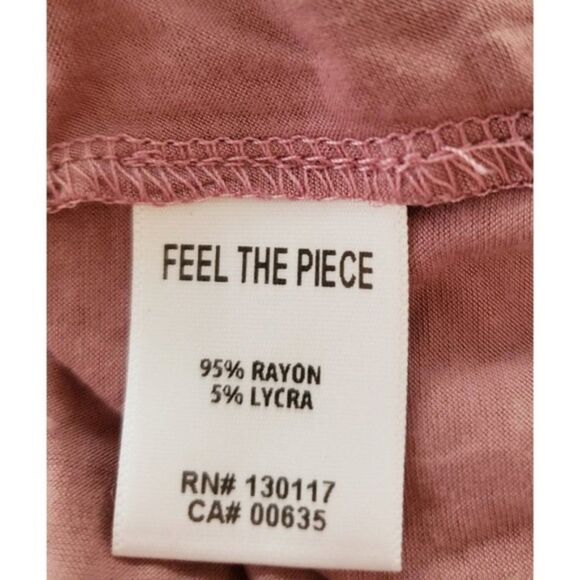 FEEL THE PIECE
95% RAYON
5% LYCRA
RN# 130117
CA# 00635